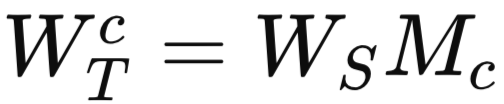 $W_T^c = W_S M_c$